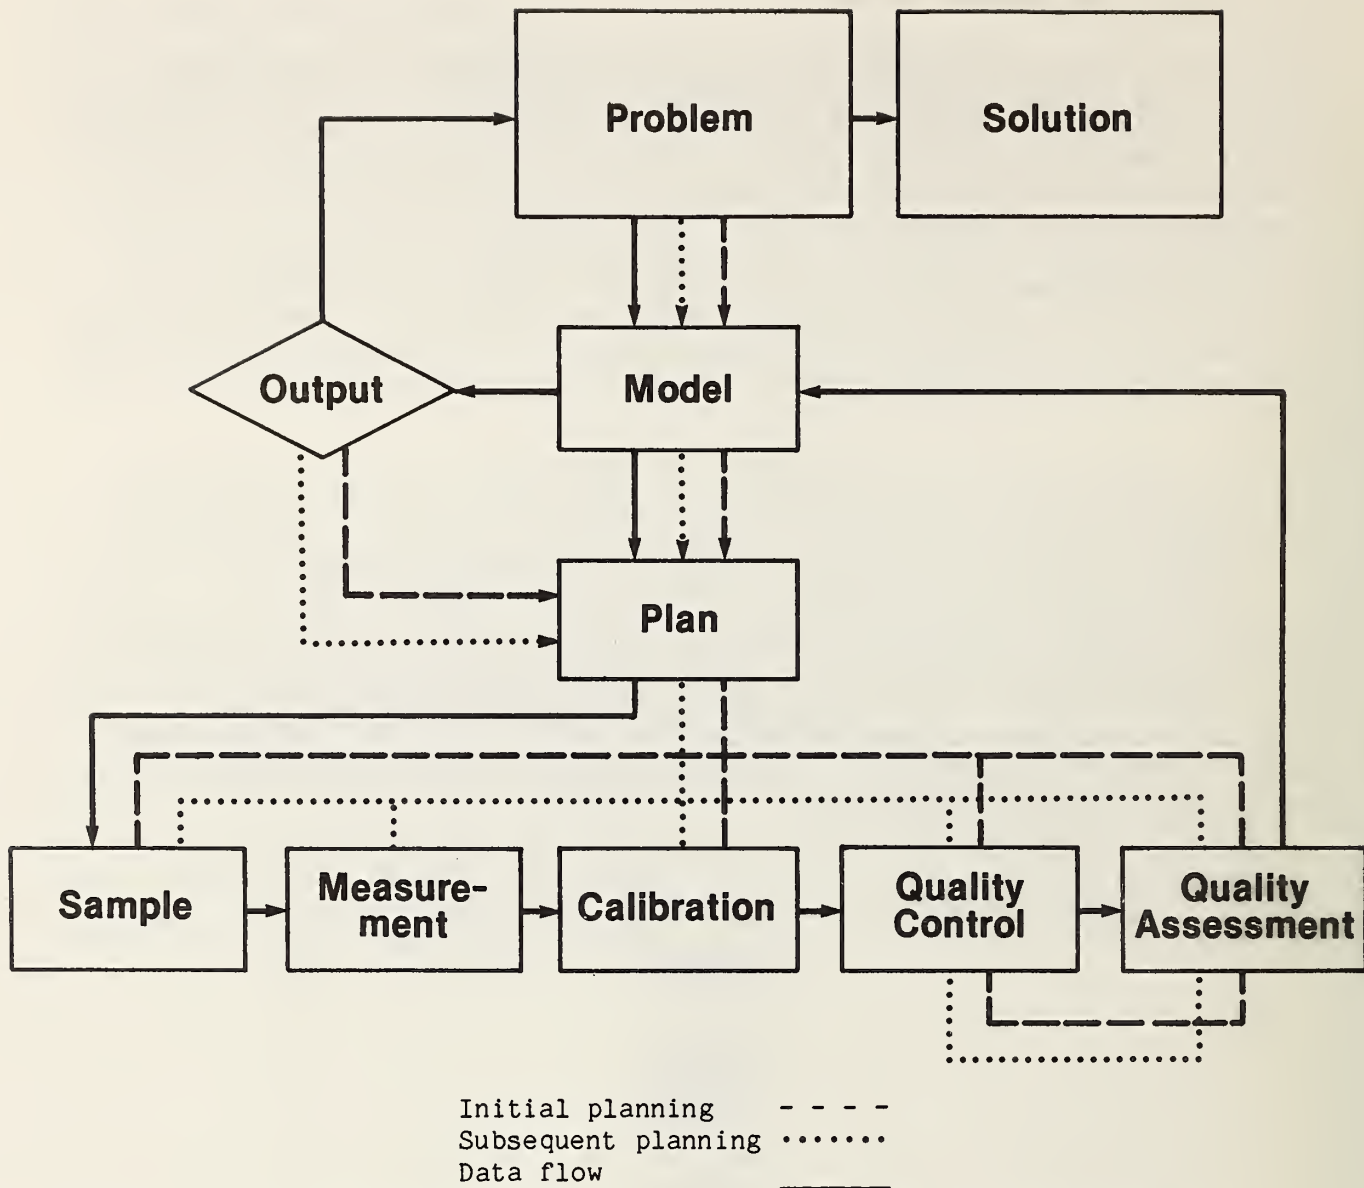 Problem
Solution
Output
Model
Plan
Sample
Measure-
ment
Calibration
Quality
Control
Quality
Assessment
Initial planning
Subsequent planning
Data flow